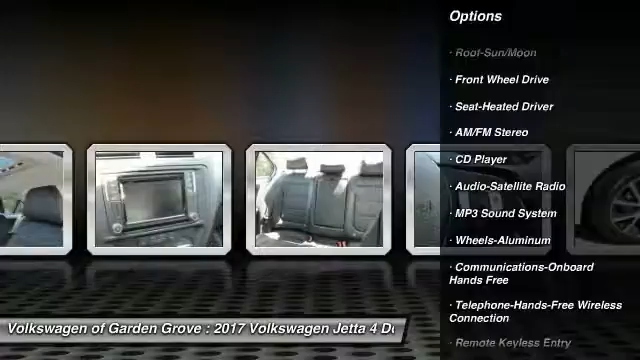 Options
· Roof-Sun/Moon
· Front Wheel Drive
· Seat-Heated Driver
· AM/FM Stereo
· CD Player
· Audio-Satellite Radio
· MP3 Sound System
· Wheels-Aluminum
· Communications-Onboard
Hands Free
· Telephone-Hands-Free Wireless
Connection
· Remote Keyless Entry
Volkswagen of Garden Grove : 2017 Volkswagen Jetta 4 D